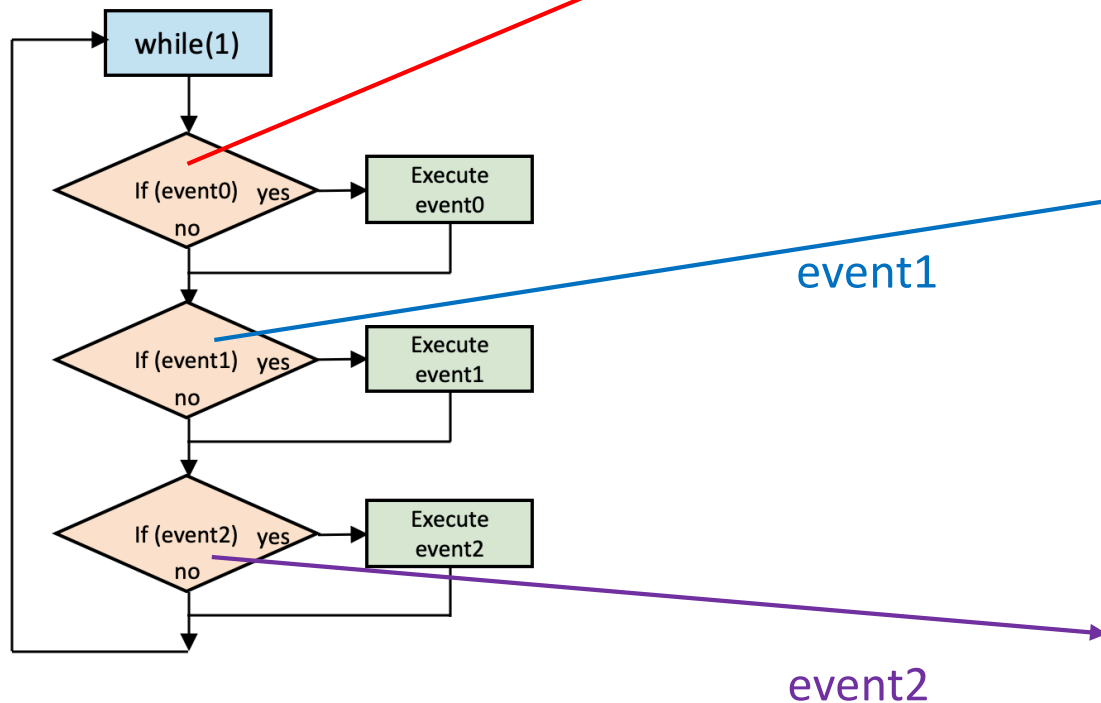 while(1)
If (event0) yes
no
Execute
event0
event1
If (event1) yes
no
Execute
event1
If (event2) yes
no
Execute
event2
event2